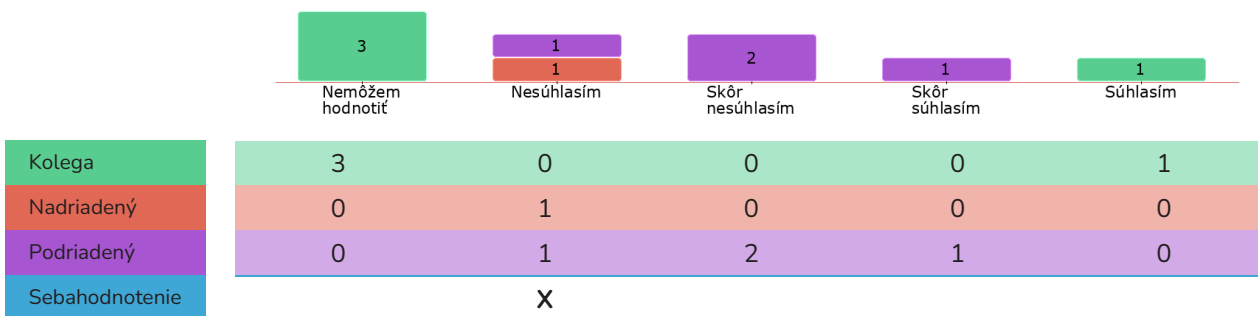 3
1
1
2
1
1
Nemôžem
hodnotiť
Nesúhlasím
Skôr
nesúhlasím
Skôr
súhlasím
Súhlasím
Kolega 3 0 0 0 1
Nadriadený 0 1 0 0 0
Podriadený 0 1 2 1 0
Sebahodnotenie x